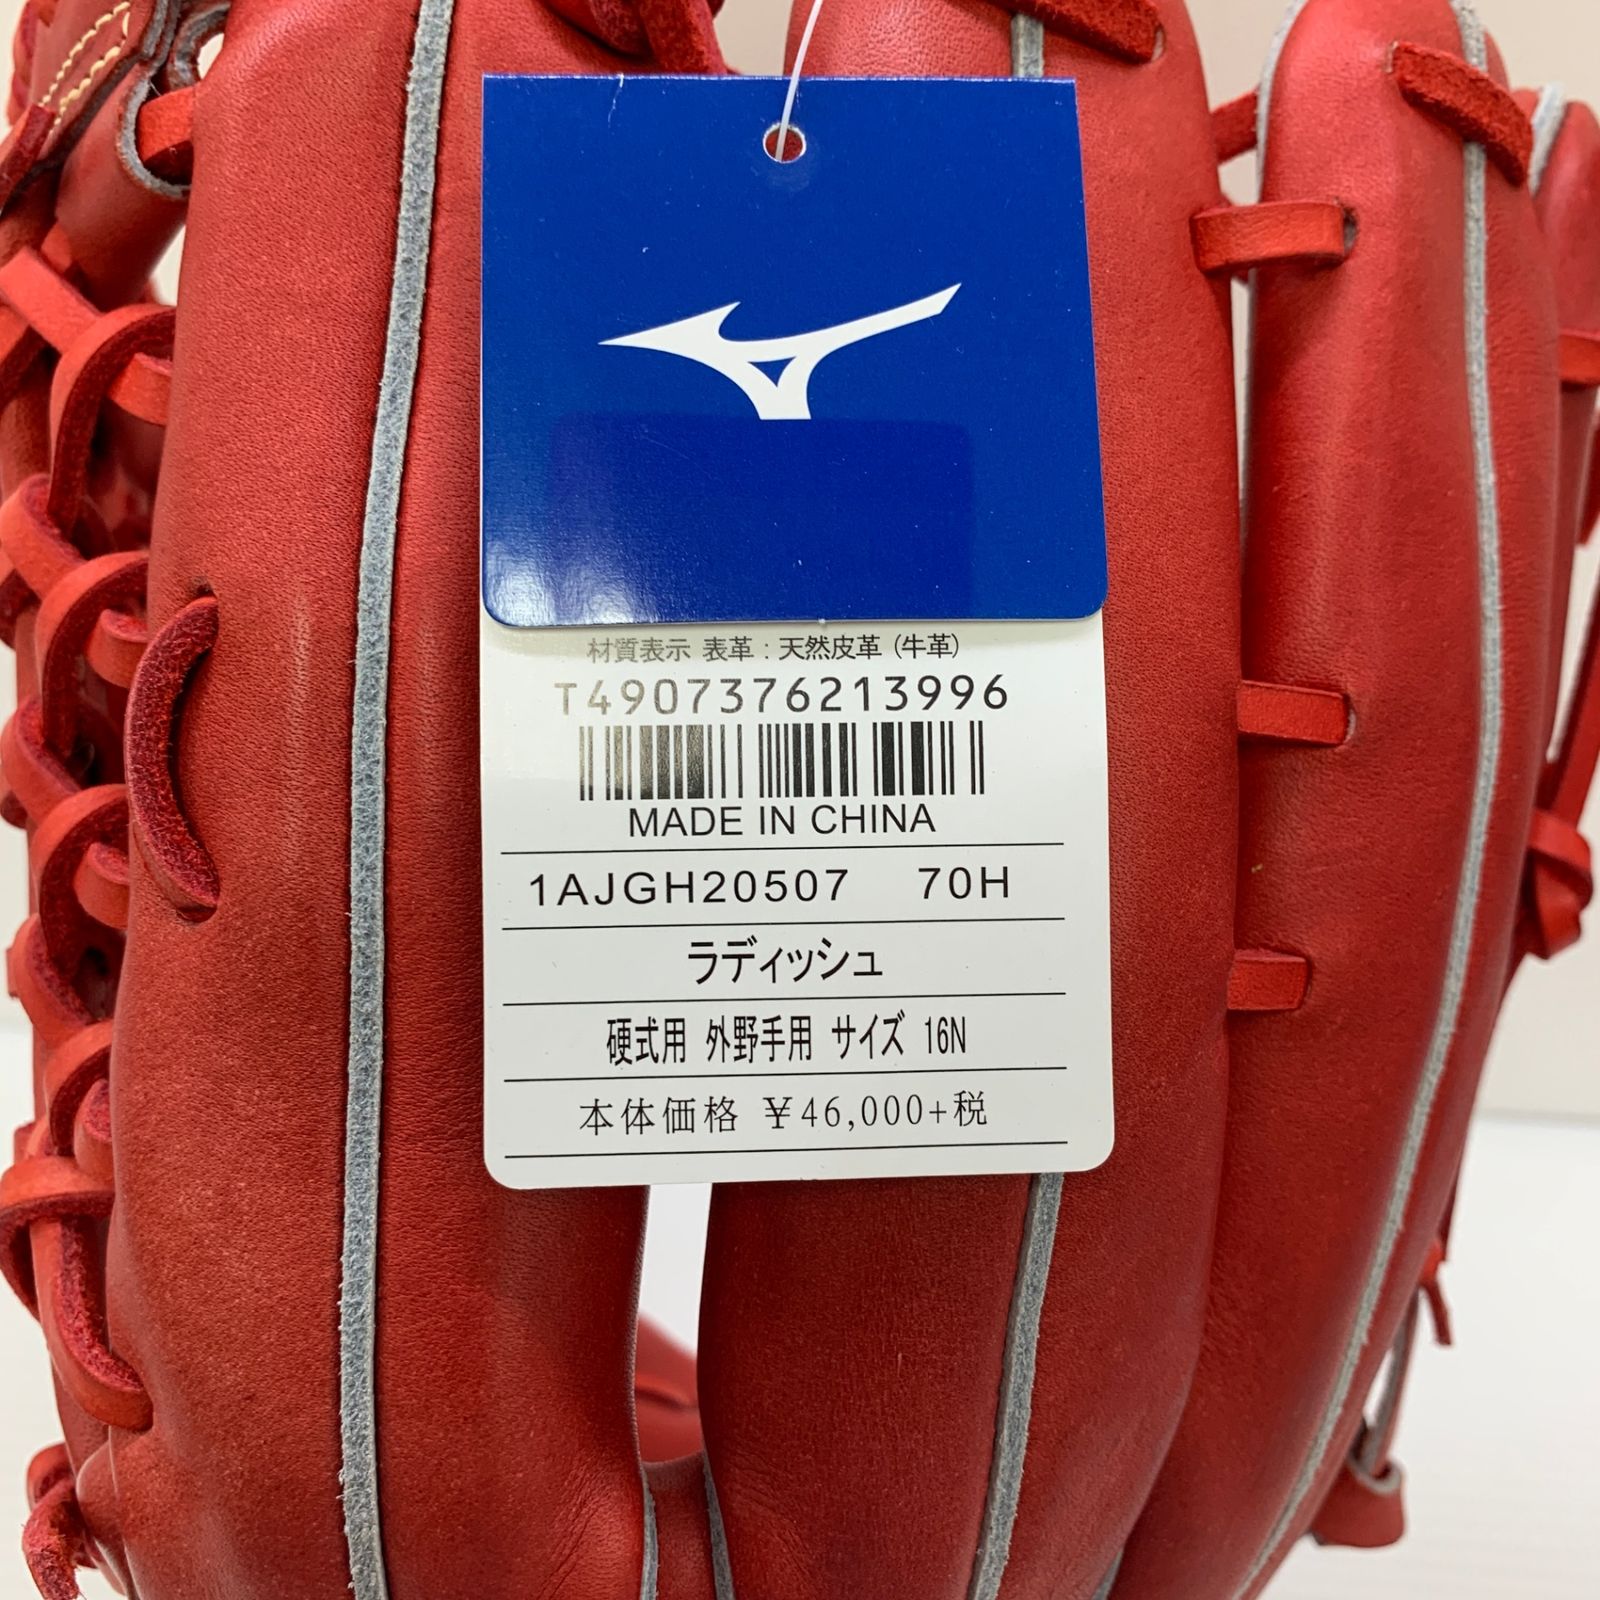 材質表示 表革：天然皮革（牛革）
T4907376213996
MADE IN CHINA
1AJGH20507 70H
ラディッシュ
硬式用 外野手用 サイズ 16N
本体価格 ￥46,000+税